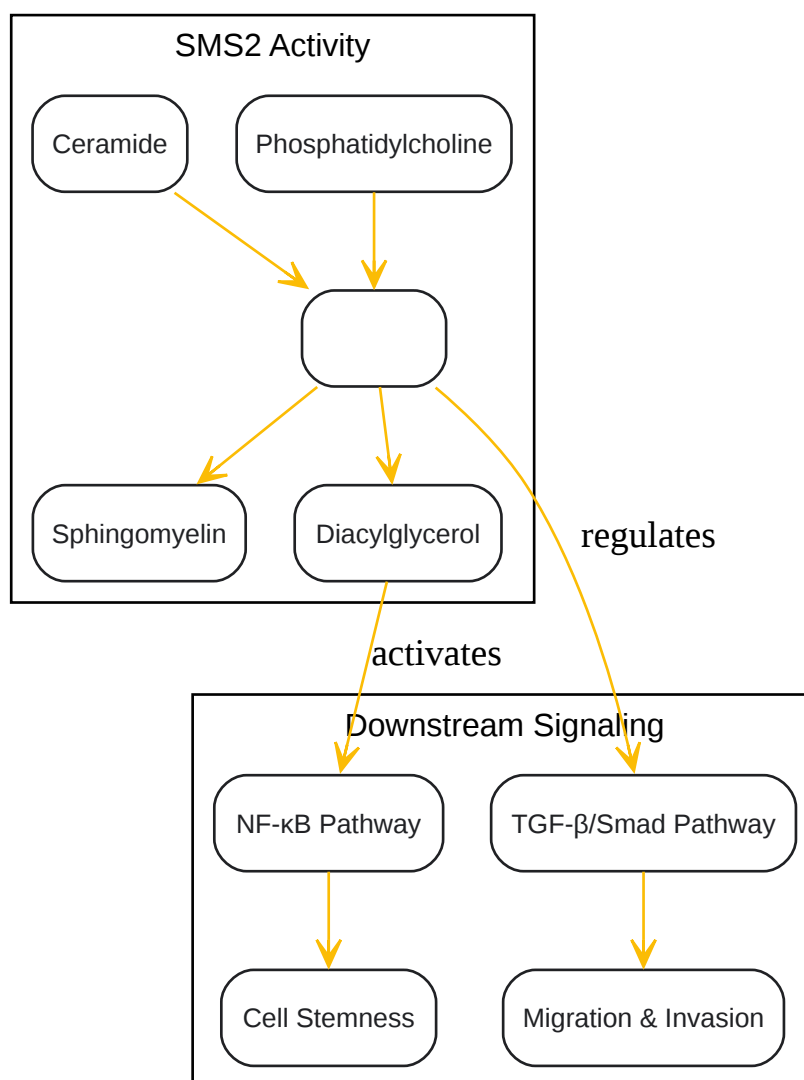 SMS2 Activity
Ceramide
Phosphatidylcholine
Sphingomyelin
Diacylglycerol
regulates
activates
Downstream Signaling
NF-κB Pathway
TGF-β/Smad Pathway
Cell Stemness
Migration & Invasion